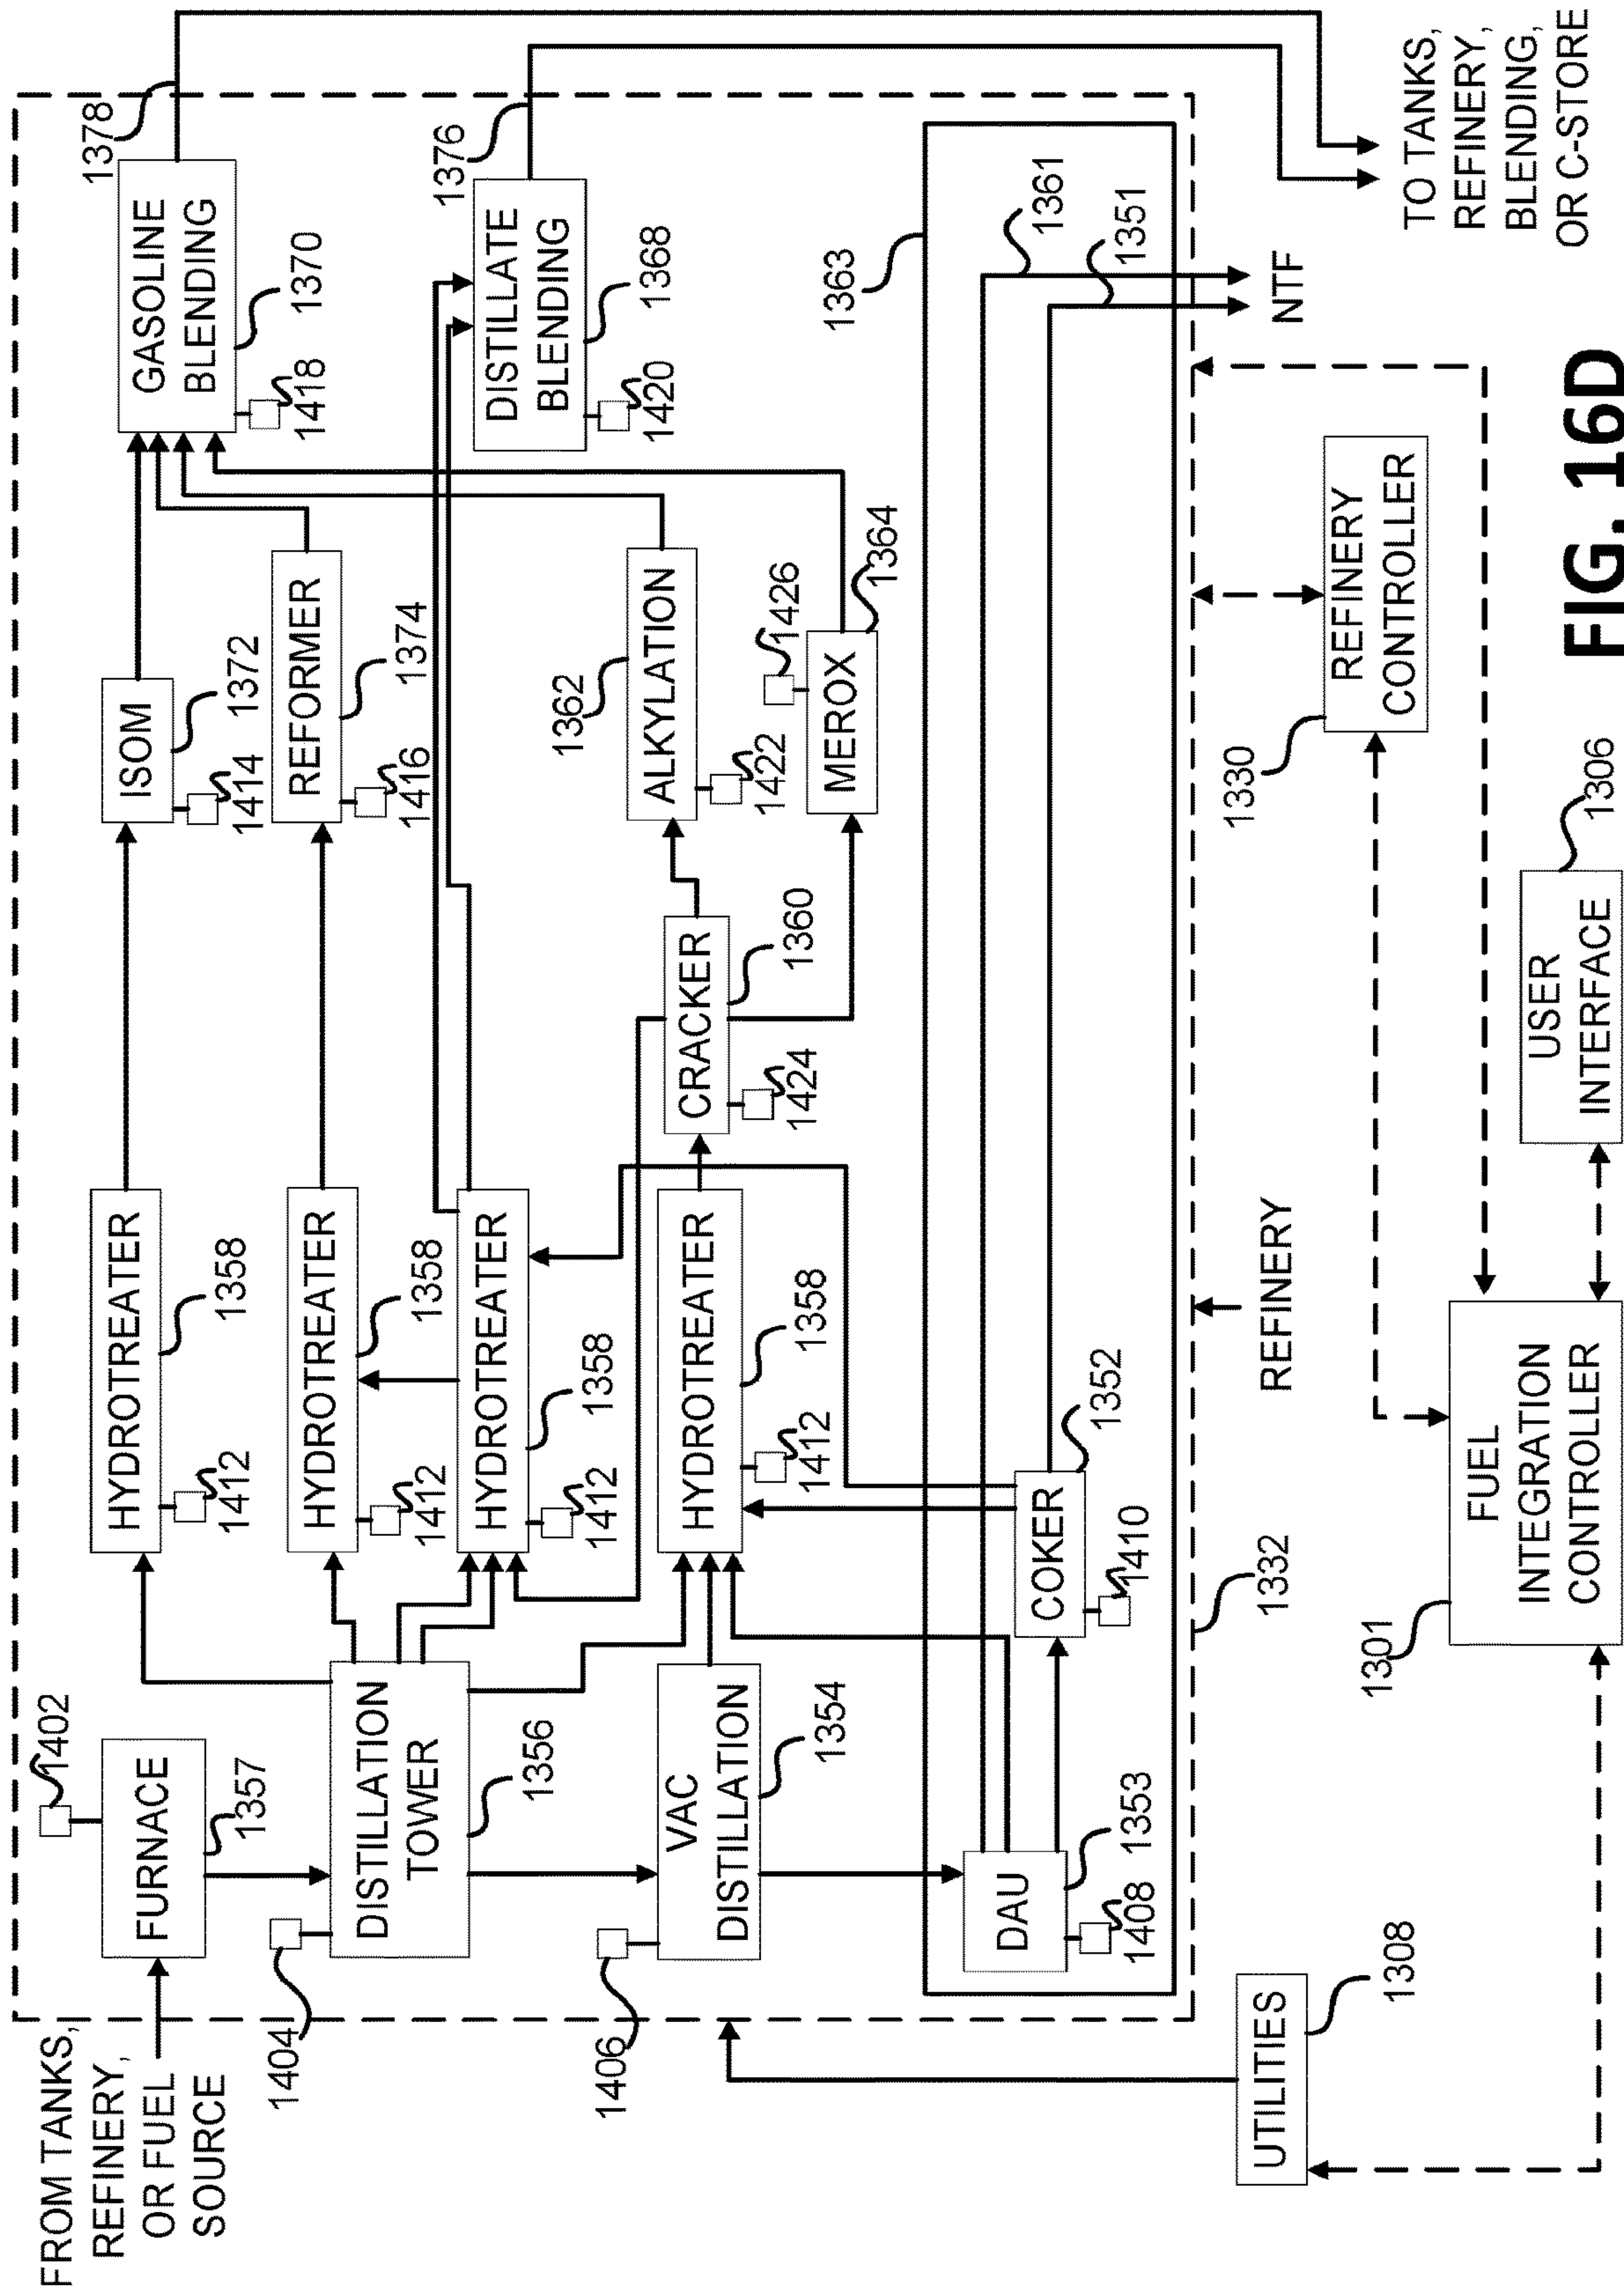 FROM TANKS,
REFINERY,
OR FUEL
SOURCE
1402
FURNACE
1357
1404
DISTILLATION
TOWER
1356
1406
VAC
DISTILLATION
1354
DAU
1353
1408
HYDROTREATER
1358
1412
HYDROTREATER
1358
1412
HYDROTREATER
1358
1412
HYDROTREATER
1358
1412
COKER
1352
1410
CRACKER
1360
1424
ISOM
1372
1414
REFORMER
1374
1416
1362
ALKYLATION
1422
1426
MEROX
1364
1378
GASOLINE
BLENDING
1370
1418
1376
DISTILLATE
BLENDING
1368
1420
1363
1361
1351
NTF
TO TANKS,
REFINERY,
BLENDING,
OR C-STORE
REFINERY
1332
UTILITIES
1308
1301
FUEL
INTEGRATION
CONTROLLER
USER
INTERFACE
1306
1330
REFINERY
CONTROLLER
FIG. 16D